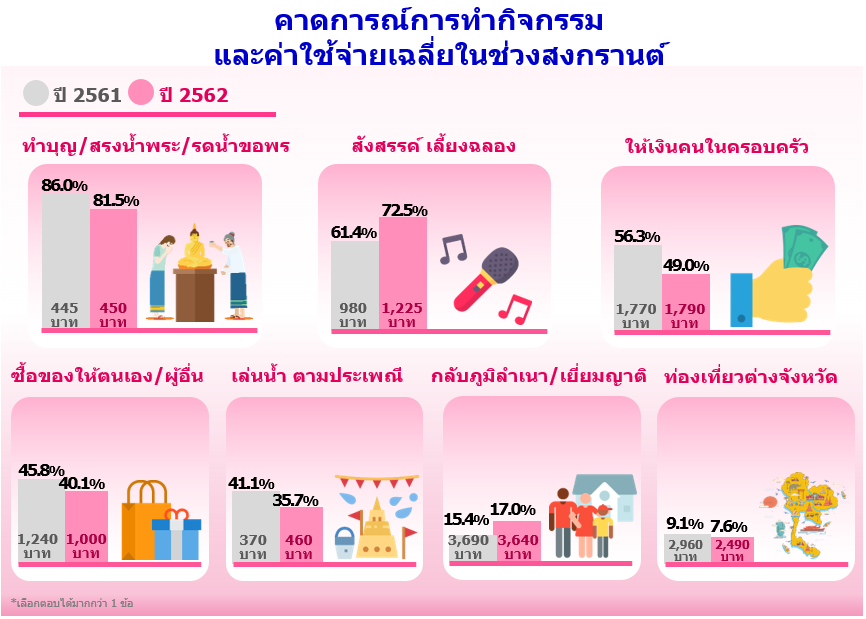 คาดการณ์การทำกิจกรรม
และค่าใช้จ่ายเฉลี่ยในช่วงสงกรานต์
ปี 2561 ปี 2562
ทำบุญ/สรงน้ำพระ/รดน้ำขอพร
86.0%
81.5%
445
บาท
450
บาท
สังสรรค์ เลี้ยงฉลอง
61.4%
72.5%
980
บาท
1,225
บาท
ให้เงินคนในครอบครัว
56.3%
49.0%
1,770
บาท
1,790
บาท
ซื้อของให้ตนเอง/ผู้อื่น
45.8%
40.1%
1,240
บาท
1,000
บาท
เล่นน้ำ ตามประเพณี
41.1%
35.7%
370
บาท
460
บาท
กลับภูมิลำเนา/เยี่ยมญาติ
15.4%
17.0%
3,690
บาท
3,640
บาท
ท่องเที่ยวต่างจังหวัด
9.1%
7.6%
2,960
บาท
2,490
บาท
*เลือกตอบได้มากกว่า 1 ข้อ